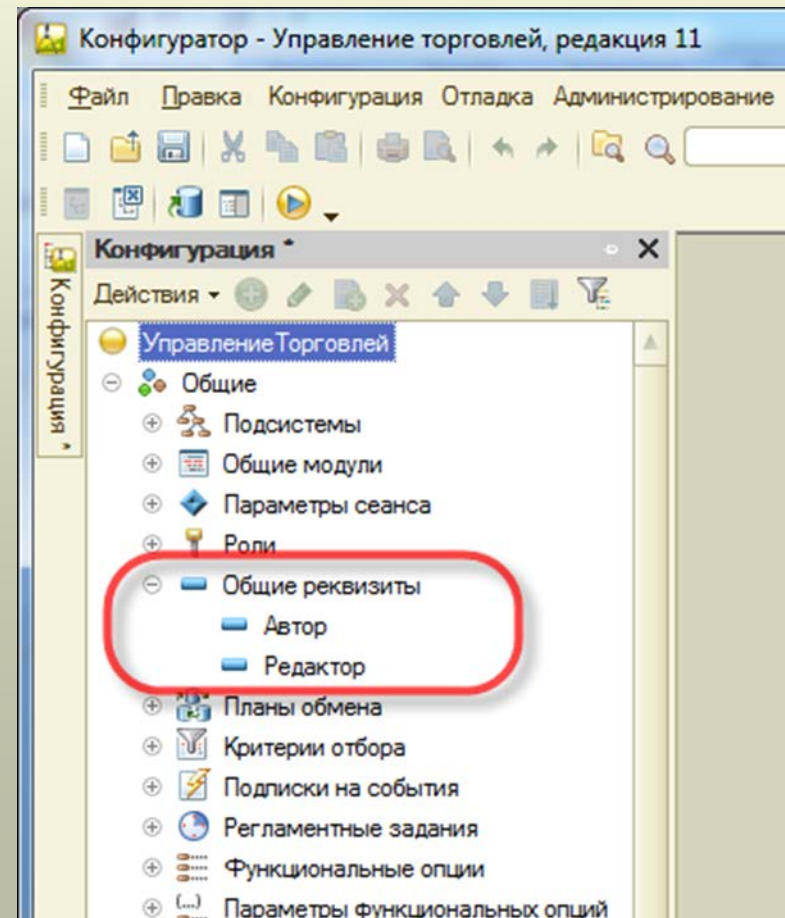 Конфигуратор - Управление торговлей, редакция 11
Файл Правка Конфигурация Отладка Администрирование
Конфигурация *
Конфигурация *
Действия
УправлениеТорговлей
Общие
Подсистемы
Общие модули
Параметры сеанса
Роли
Общие реквизиты
Автор
Редактор
Планы обмена
Критерии отбора
Подписки на события
Регламентные задания
Функциональные опции
Параметры функциональных опций